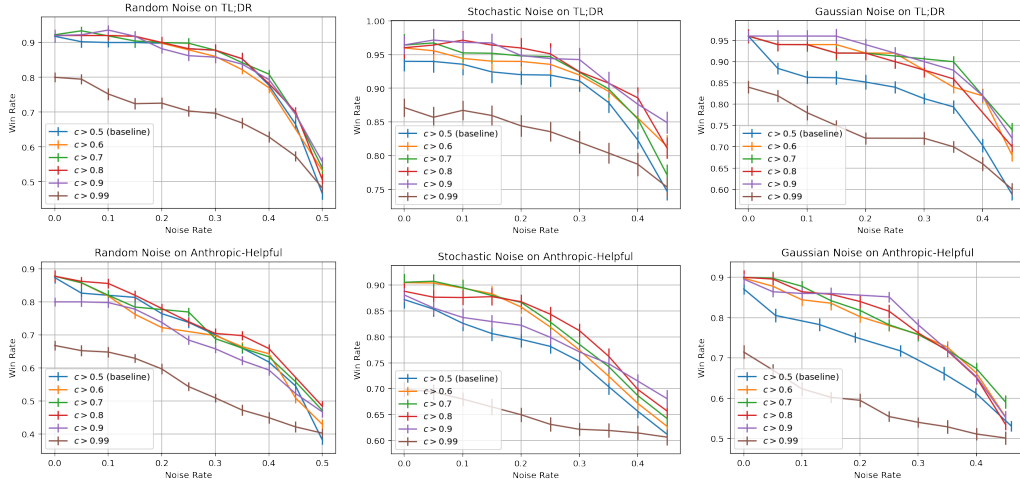 Random Noise on TL;DR
Win Rate
0.9
0.8
0.7
0.6
0.5
c > 0.5 (baseline)
c > 0.6
c > 0.7
c > 0.8
c > 0.9
c > 0.99
0.0 0.1 0.2 0.3 0.4 0.5
Noise Rate
Stochastic Noise on TL;DR
Win Rate
1.00
0.95
0.90
0.85
0.80
0.75
c > 0.5 (baseline)
c > 0.6
c > 0.7
c > 0.8
c > 0.9
c > 0.99
0.0 0.1 0.2 0.3 0.4
Noise Rate
Gaussian Noise on TL;DR
Win Rate
0.95
0.90
0.85
0.80
0.75
0.70
0.65
0.60
c > 0.5 (baseline)
c > 0.6
c > 0.7
c > 0.8
c > 0.9
c > 0.99
0.0 0.1 0.2 0.3 0.4
Noise Rate
Random Noise on Anthropic-Helpful
Win Rate
0.9
0.8
0.7
0.6
0.5
0.4
c > 0.5 (baseline)
c > 0.6
c > 0.7
c > 0.8
c > 0.9
c > 0.99
0.0 0.1 0.2 0.3 0.4 0.5
Noise Rate
Stochastic Noise on Anthropic-Helpful
Win Rate
0.90
0.85
0.80
0.75
0.70
0.65
0.60
c > 0.5 (baseline)
c > 0.6
c > 0.7
c > 0.8
c > 0.9
c > 0.99
0.0 0.1 0.2 0.3 0.4
Noise Rate
Gaussian Noise on Anthropic-Helpful
Win Rate
0.9
0.8
0.7
0.6
0.5
c > 0.5 (baseline)
c > 0.6
c > 0.7
c > 0.8
c > 0.9
c > 0.99
0.0 0.1 0.2 0.3 0.4
Noise Rate